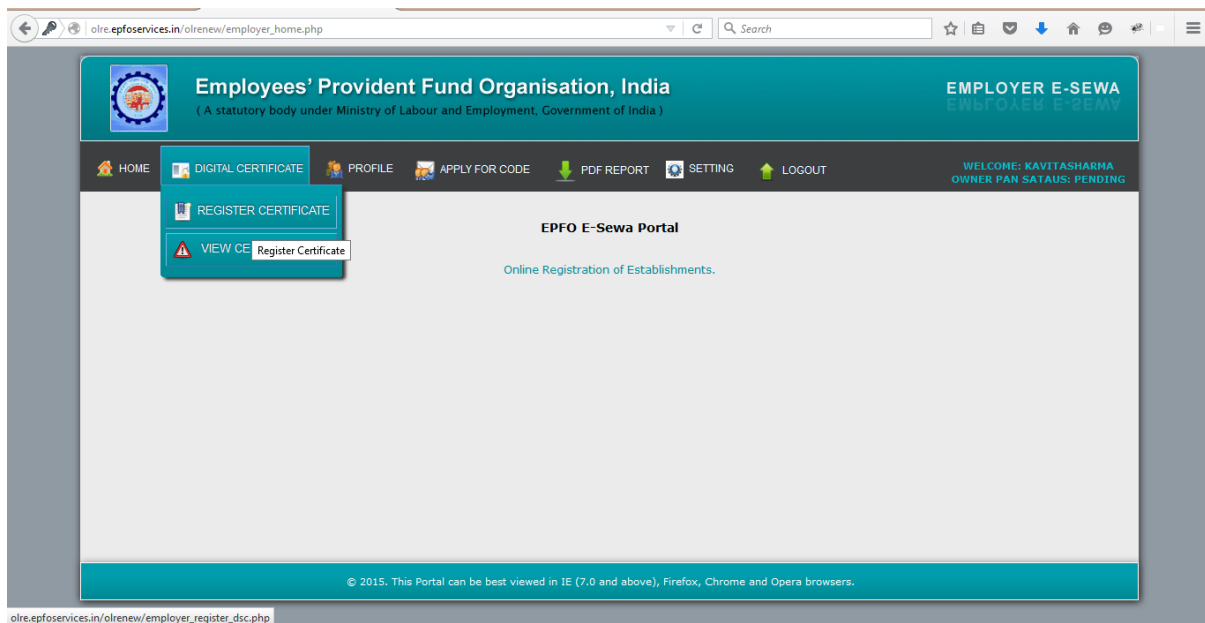 olre.epfoservices.in/olrenew/employer_home.php
Search
Employees' Provident Fund Organisation, India
( A statutory body under Ministry of Labour and Employment, Government of India )
EMPLOYER E-SEWA
HOME
DIGITAL CERTIFICATE
PROFILE
APPLY FOR CODE
PDF REPORT
SETTING
LOGOUT
WELCOME: KAVITASHARMA
OWNER PAN SATAUS: PENDING
REGISTER CERTIFICATE
VIEW CE
Register Certificate
EPFO E-Sewa Portal
Online Registration of Establishments.
© 2015. This Portal can be best viewed in IE (7.0 and above), Firefox, Chrome and Opera browsers.
olre.epfoservices.in/olrenew/employer_register_dsc.php